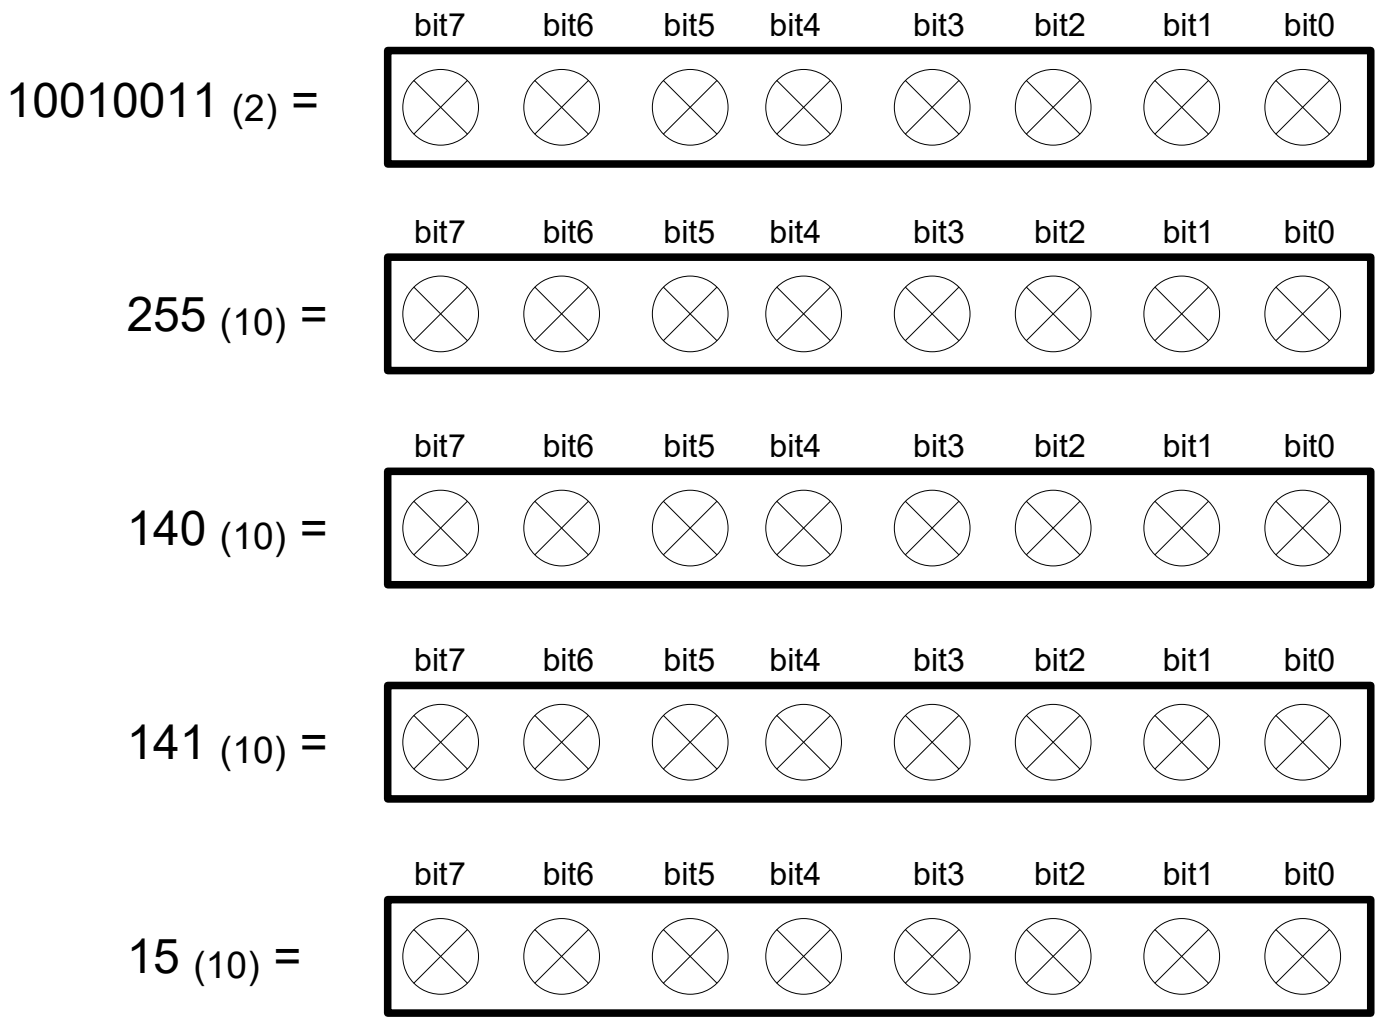 bit7 bit6 bit5 bit4 bit3 bit2 bit1 bit0
10010011 (2) =
bit7 bit6 bit5 bit4 bit3 bit2 bit1 bit0
255 (10) =
bit7 bit6 bit5 bit4 bit3 bit2 bit1 bit0
140 (10) =
bit7 bit6 bit5 bit4 bit3 bit2 bit1 bit0
141 (10) =
bit7 bit6 bit5 bit4 bit3 bit2 bit1 bit0
15 (10) =